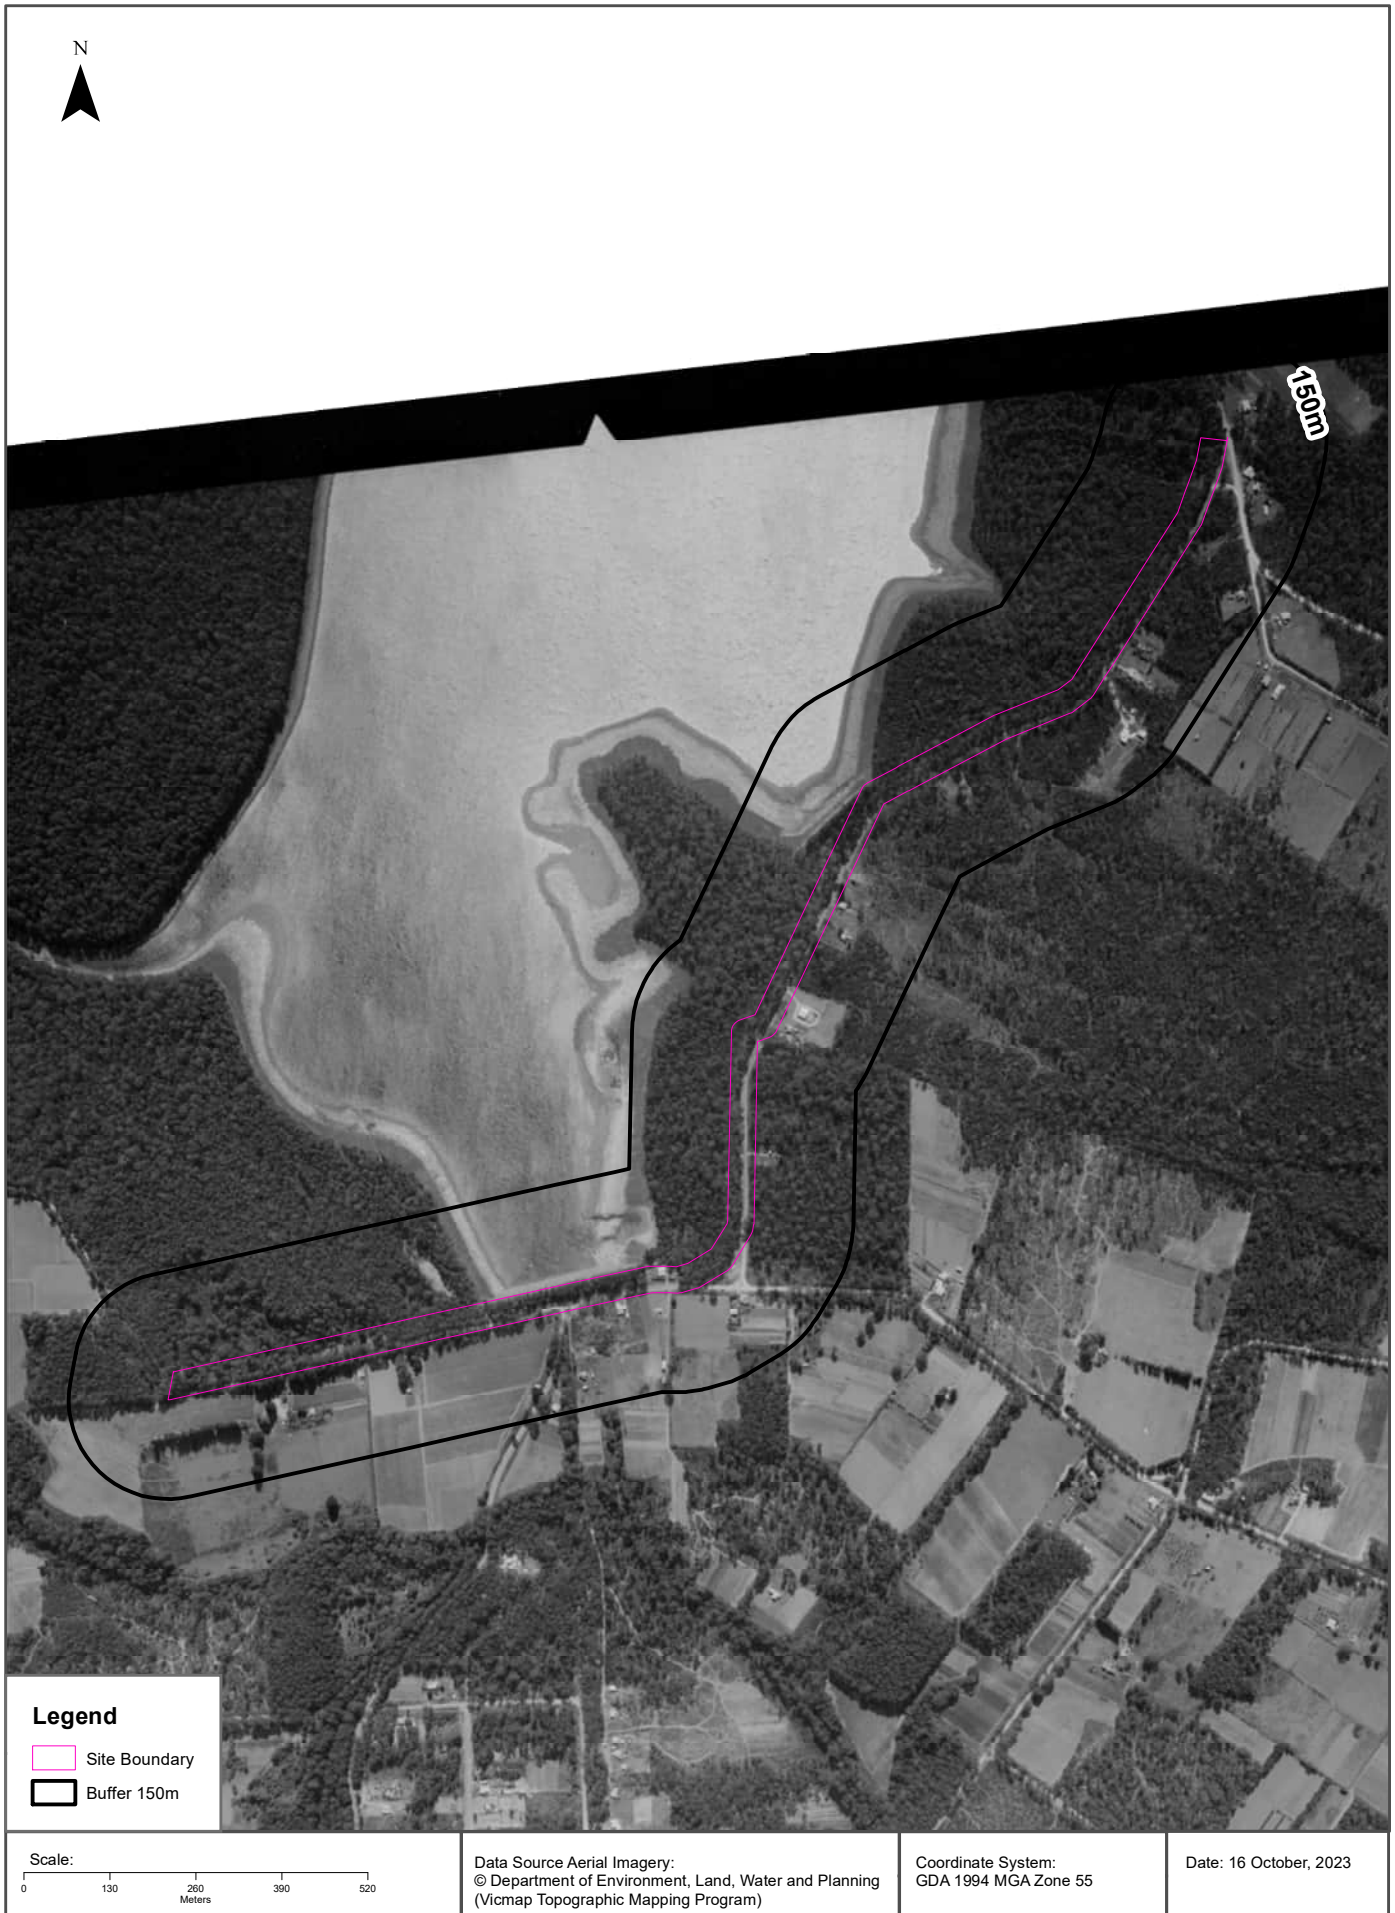 N
150m
Legend
Site Boundary
Buffer 150m
Scale:
0 130 260 390 520
Meters
Data Source Aerial Imagery:
© Department of Environment, Land, Water and Planning
(Vicmap Topographic Mapping Program)
Coordinate System:
GDA 1994 MGA Zone 55
Date: 16 October, 2023